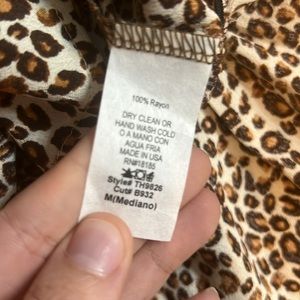 100% Rayon
DRY CLEAN OR
HAND WASH COLD
O A MANO CON
AGUA FRIA
MADE IN USA
RN#18185
Style# TH9826
Cut# B932
M(Mediano)